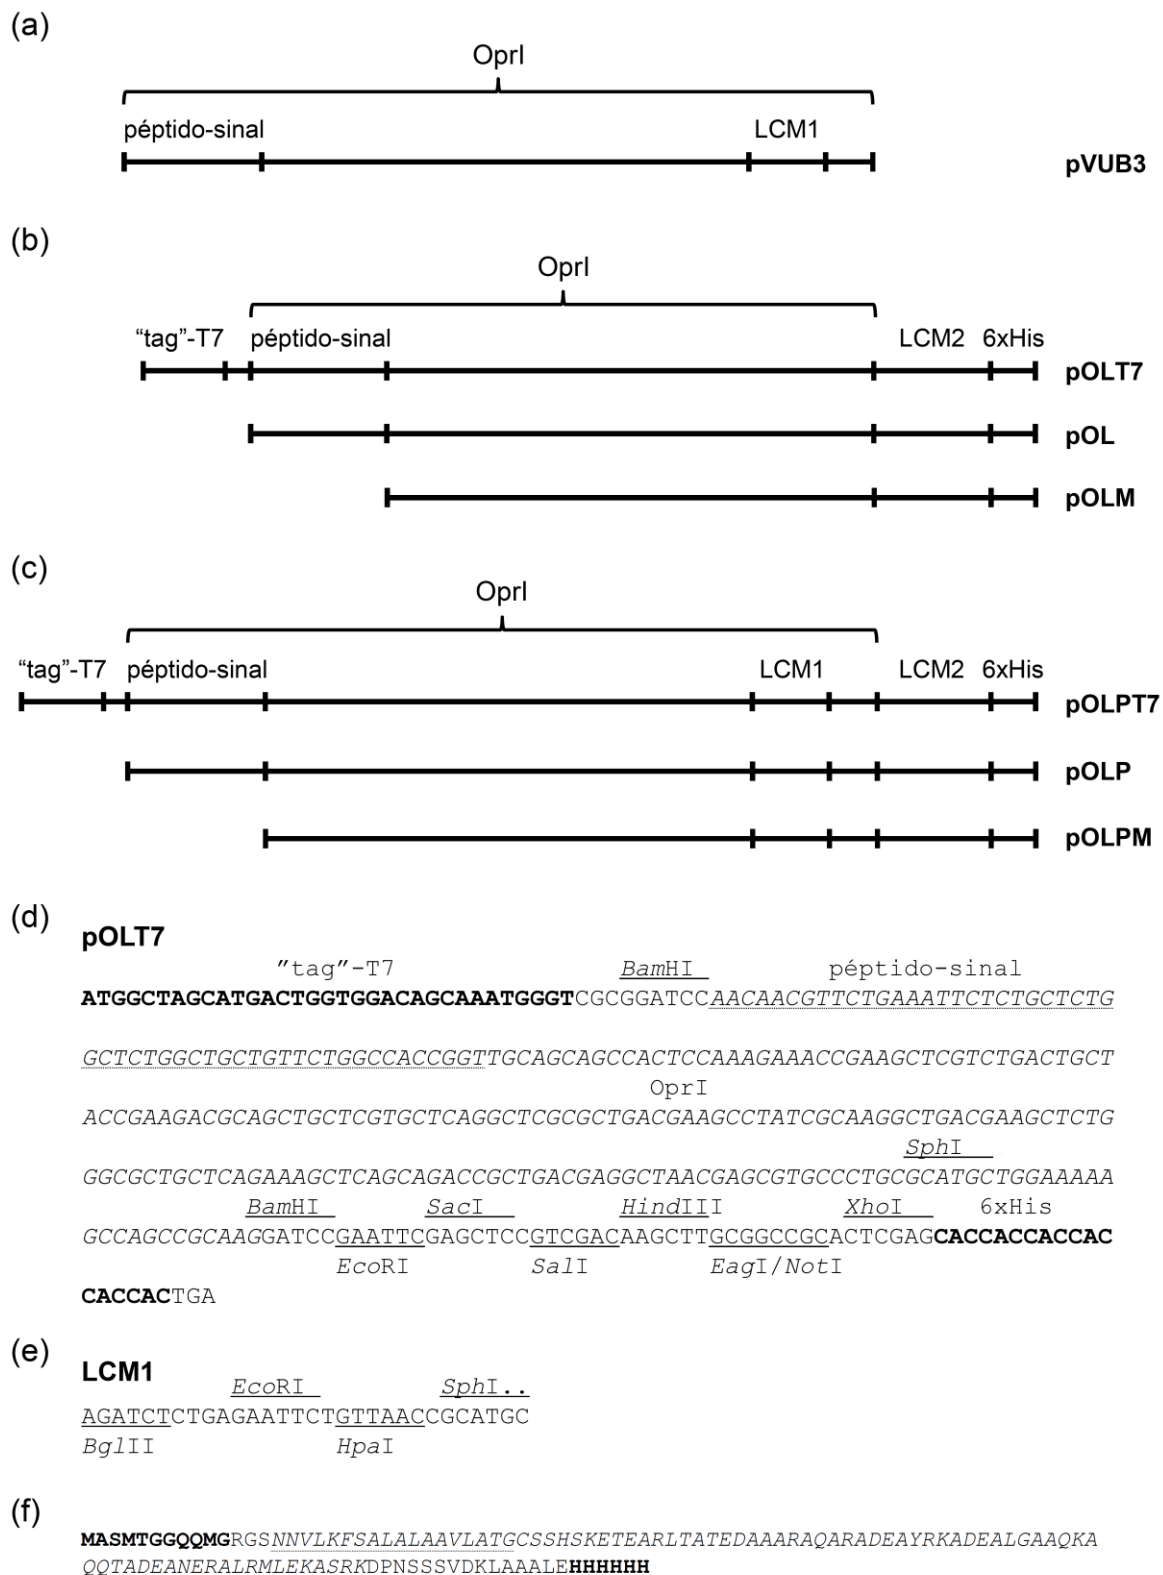 (a)
OprI
péptido-sinal LCM1
pVUB3
(b)
OprI
“tag”-T7 péptido-sinal LCM2 6xHis
pOLT7
pOL
pOLM
(c)
OprI
“tag”-T7 péptido-sinal LCM1 LCM2 6xHis
pOLPT7
pOLP
pOLPM
(d)
pOLT7
”tag”-T7 BamHI péptido-sinal
ATGGCTAGCATGACTGGTGGACAGCAAATGGGTCGCGGATCCAACAACGTTCTGAAATTCTCTGCTCTG
GCTCTGGCTGCTGTTCTGGCCACCGGTTGCAGCAGCCACTCCAAAGAAACCGAAGCTCGTCTGACTGCT
OprI
ACCGAAGACGCAGCTGCTCGTGCTCAGGCTCGCGCTGACGAAGCCTATCGCAAGGCTGACGAAGCTCTG
SphI
GGCGCTGCTCAGAAAGCTCAGCAGACCGCTGACGAGGCTAACGAGCGTGCCCTGCGCATGCTGGAAAAA
BamHI SacI HindIII XhoI 6xHis
GCCAGCCGCAAGGATCCGAATTCGAGCTCCGTCGACAAGCTTGCGGCCGCACTCGAGCACCACCACCAC
EcoRI SalI EagI/NotI
CACCACTGA
(e)
LCM1
EcoRI SphI..
AGATCTCTGAGAATTCTGTTAACCGCATGC
BglII HpaI
(f)
MASMTGGQQMGRGSNNVLKFSALALAAVLATGCSSHSKETEARLTATEDAAARAQARADEAYRKADEALGAAQKA
QQTADEANERALRMLEKASRKDPNSSSVDKLAAALEHHHHHH